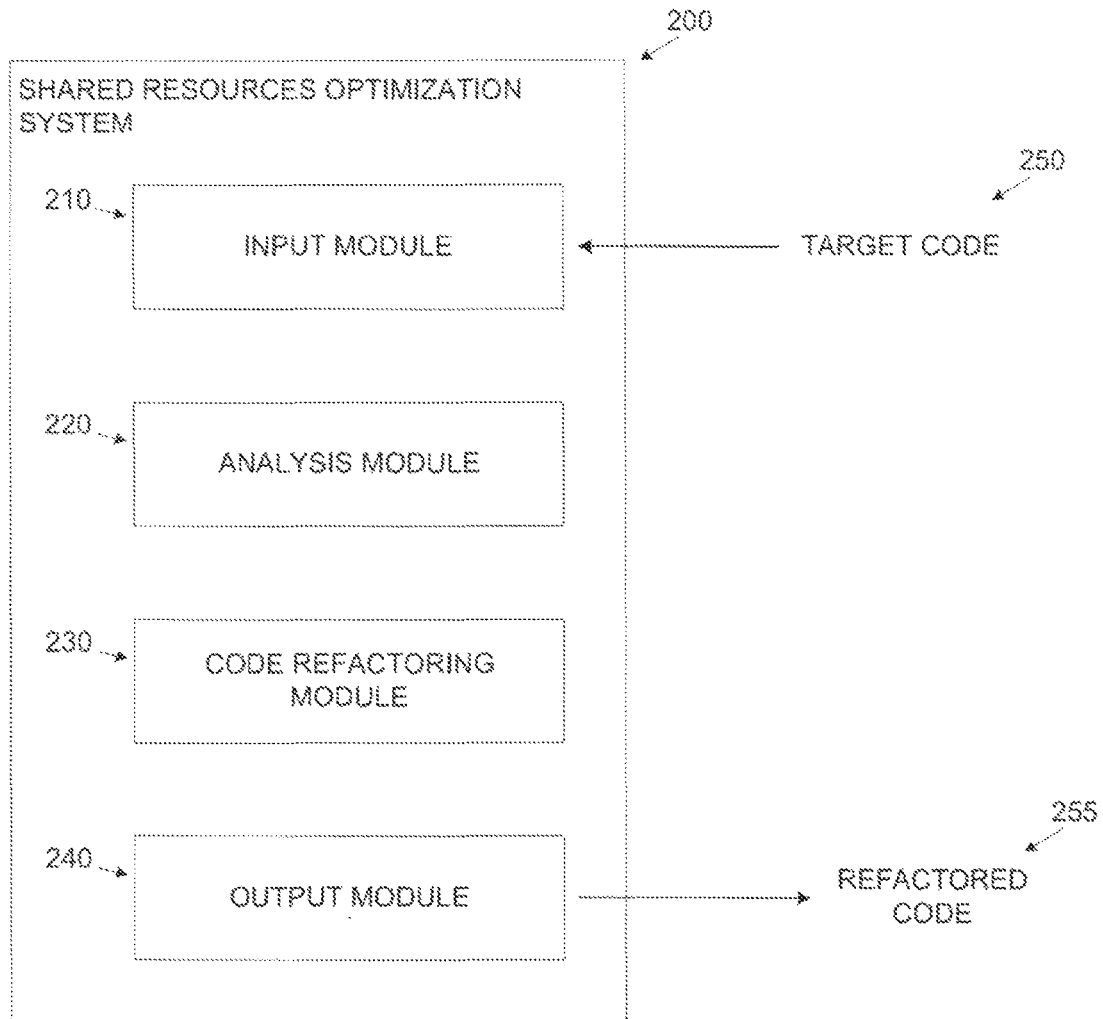 200
SHARED RESOURCES OPTIMIZATION
SYSTEM
250
210
INPUT MODULE
TARGET CODE
220
ANALYSIS MODULE
230
CODE REFACTORING
MODULE
255
240
OUTPUT MODULE
REFACTORED
CODE